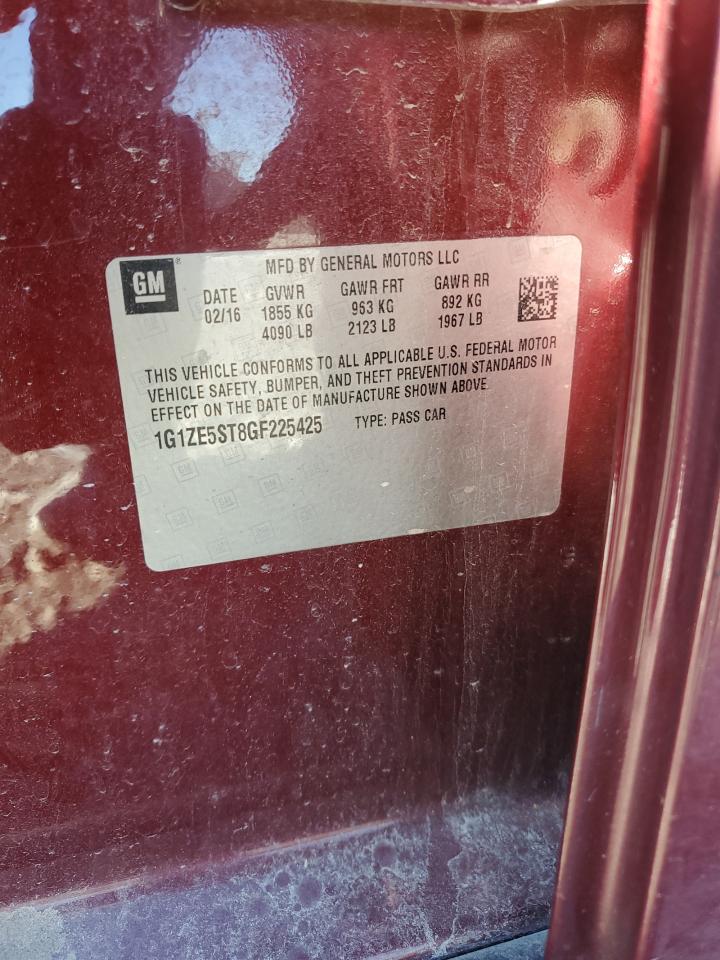 GM®
MFD BY GENERAL MOTORS LLC
DATE GVWR GAWR FRT GAWR RR
02/16 1855 KG 963 KG 892 KG
4090 LB 2123 LB 1967 LB
THIS VEHICLE CONFORMS TO ALL APPLICABLE U.S. FEDERAL MOTOR
VEHICLE SAFETY, BUMPER, AND THEFT PREVENTION STANDARDS IN
EFFECT ON THE DATE OF MANUFACTURE SHOWN ABOVE.
1G1ZE5ST8GF225425 TYPE: PASS CAR